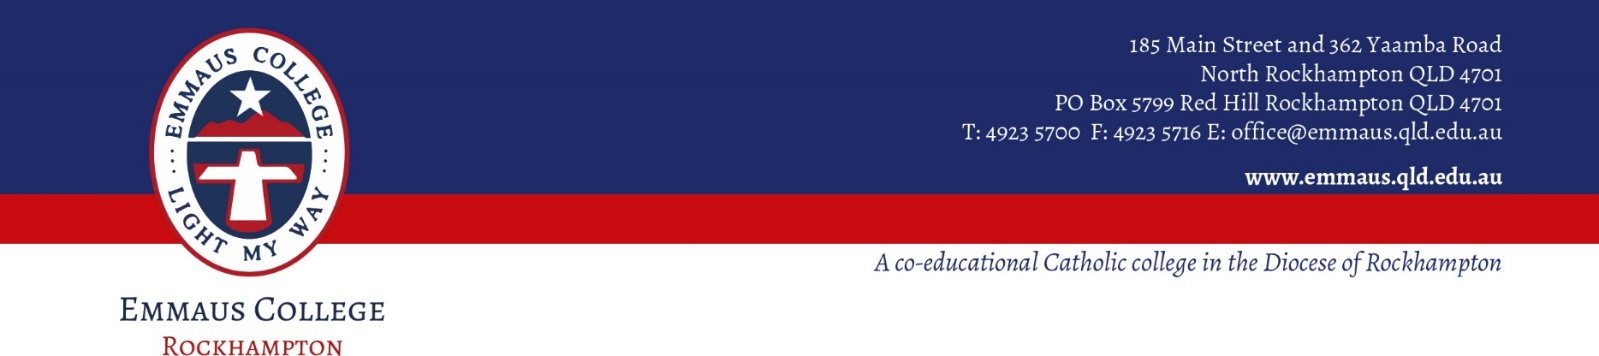 EMMAUS COLLEGE
LIGHT MY WAY
EMMAUS COLLEGE
ROCKHAMPTON
185 Main Street and 362 Yaamba Road
North Rockhampton QLD 4701
PO Box 5799 Red Hill Rockhampton QLD 4701
T: 4923 5700  F: 4923 5716 E: office@emmaus.qld.edu.au
www.emmaus.qld.edu.au
A co-educational Catholic college in the Diocese of Rockhampton